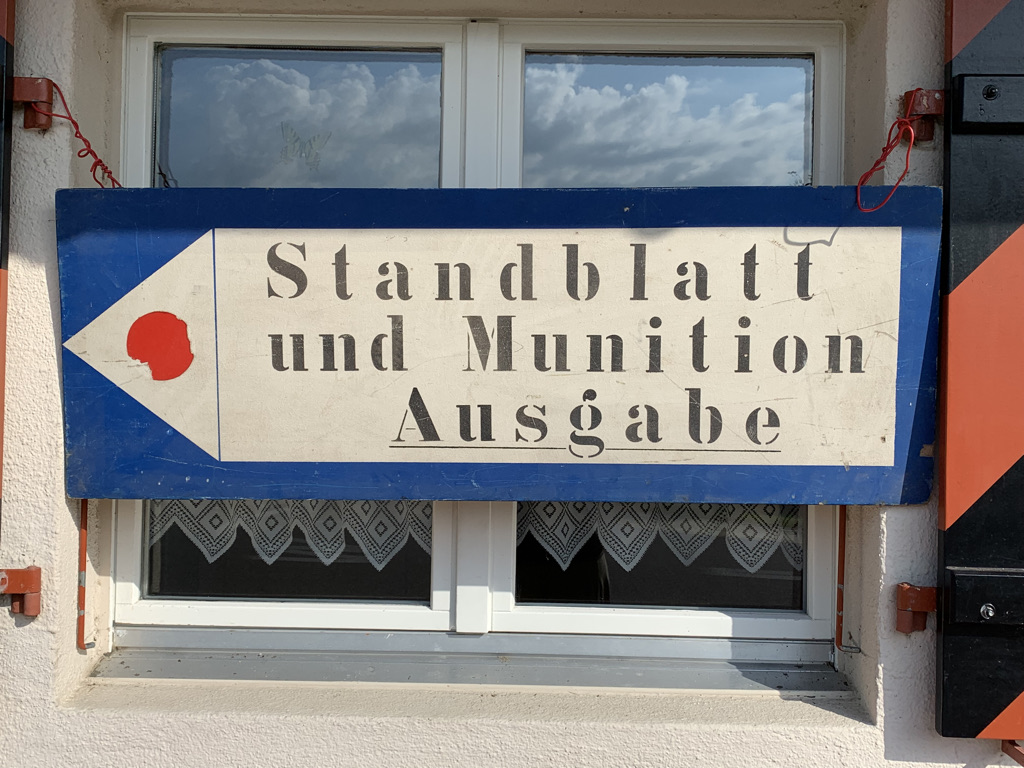 Standblatt
und Munition
Ausgabe